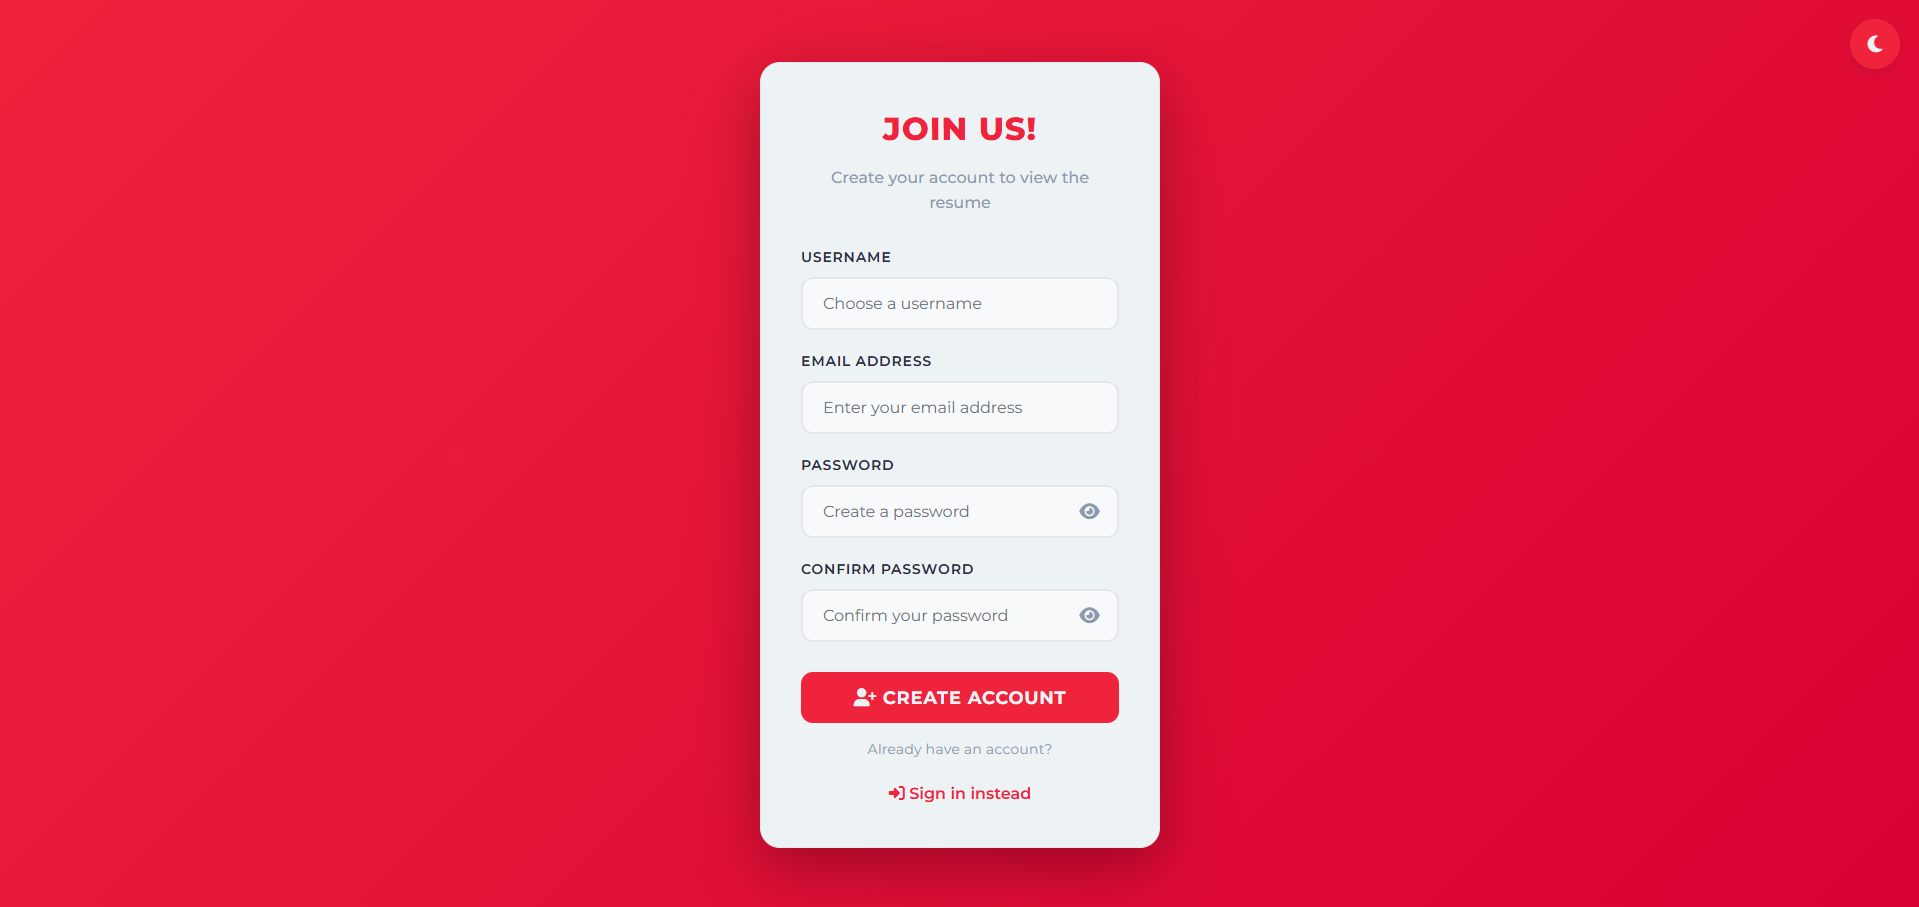 JOIN US!
Create your account to view the
resume
USERNAME
Choose a username
EMAIL ADDRESS
Enter your email address
PASSWORD
Create a password
CONFIRM PASSWORD
Confirm your password
CREATE ACCOUNT
Already have an account?
Sign in instead